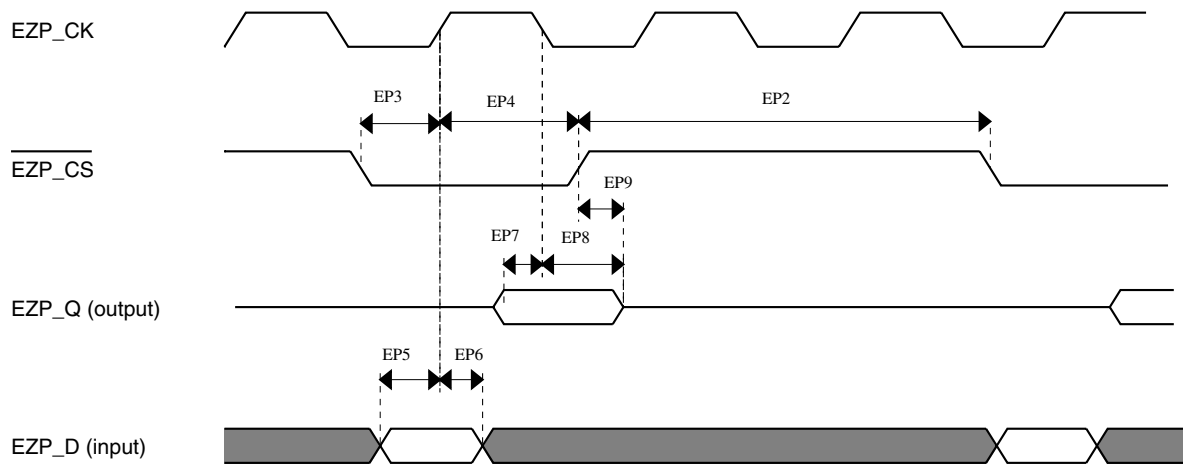 EZP_CK
EP3 EP4 EP2
EZP_CS
EP9
EP7 EP8
EZP_Q (output)
EP5 EP6
EZP_D (input)